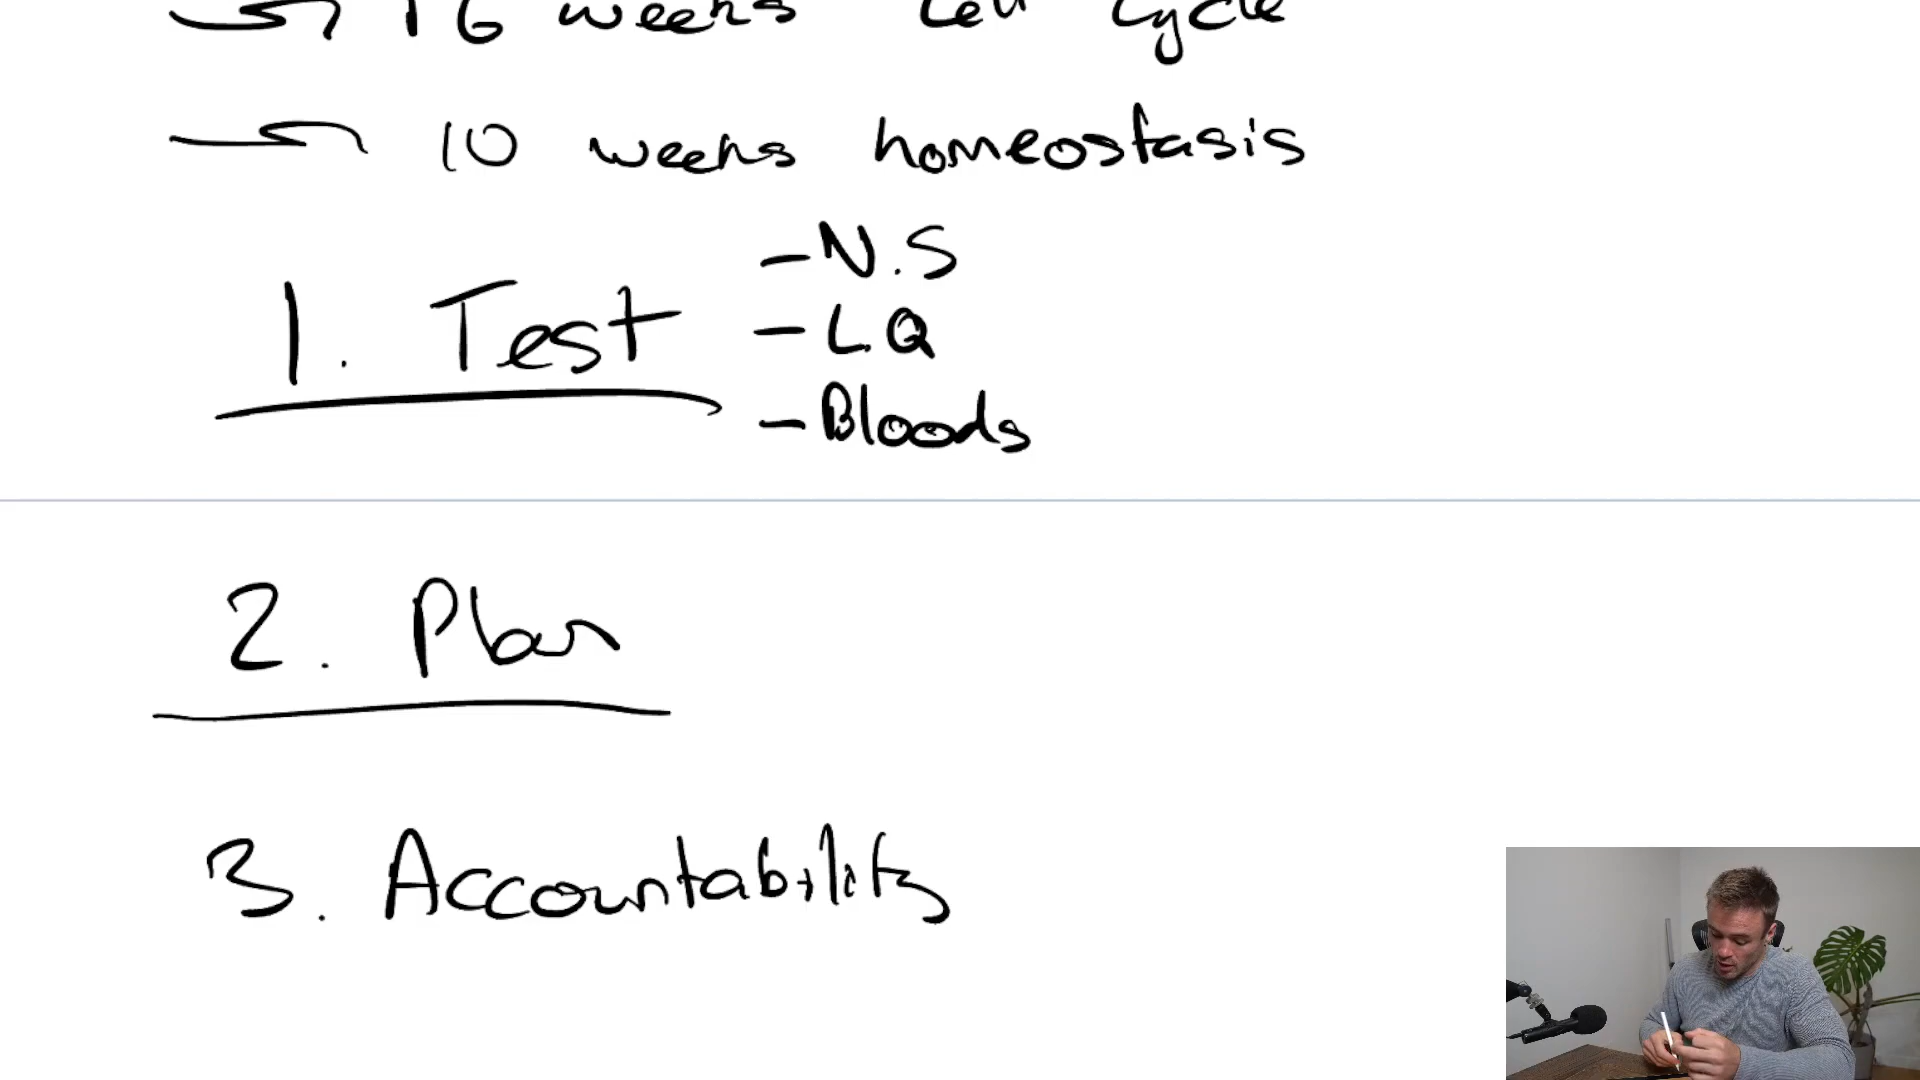 16 weeks cell cycle
10 weeks homeostasis
1. Test
- N.S
- L.Q
- Bloods
2. Plan
3. Accountability